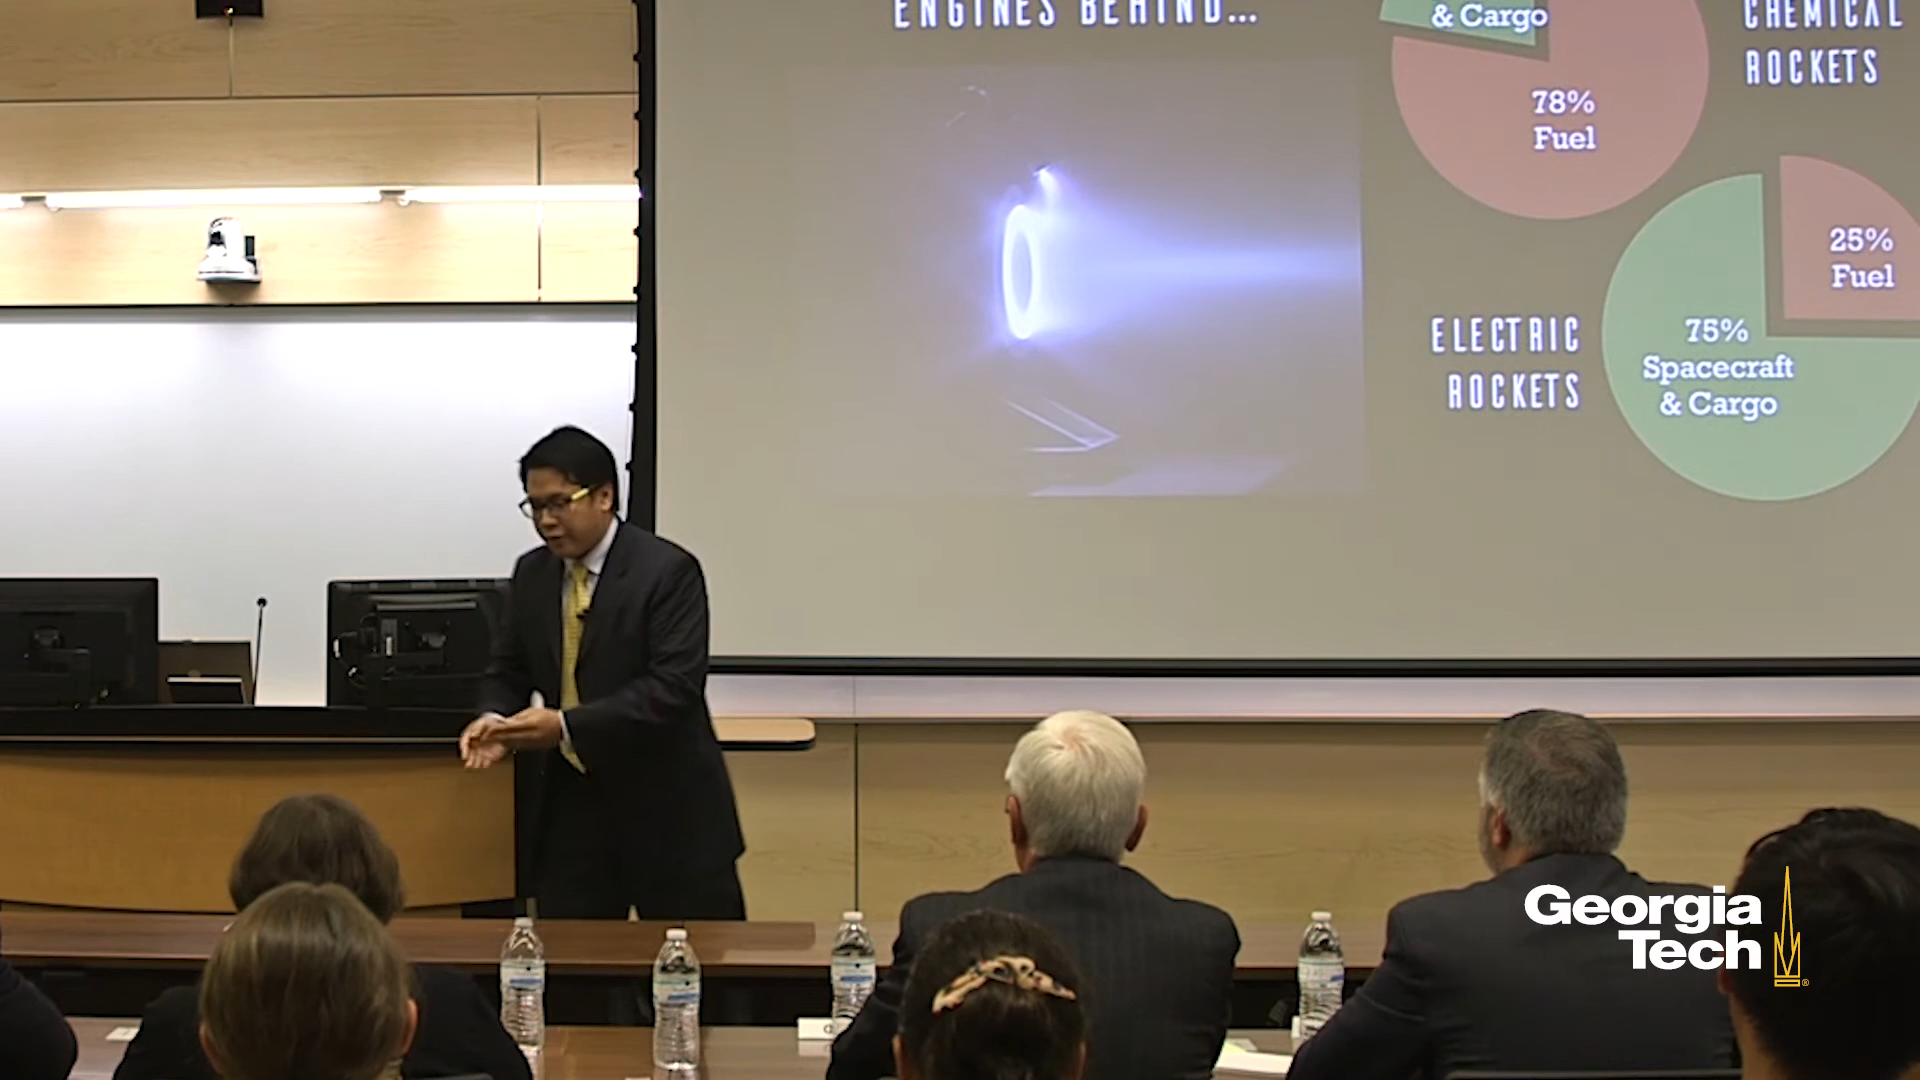 ENGINES BEHIND...
& Cargo
CHEMICAL
ROCKETS
78%
Fuel
25%
Fuel
ELECTRIC
ROCKETS
75%
Spacecraft
& Cargo
Georgia
Tech